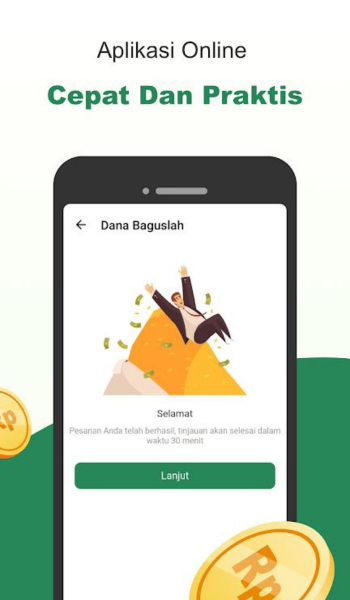 Aplikasi Online
Cepat Dan Praktis
Dana Baguslah
Selamat
Pesanan Anda telah berhasil, tinjauan akan selesai dalam
waktu 30 menit
Lanjut
Rp
Rp